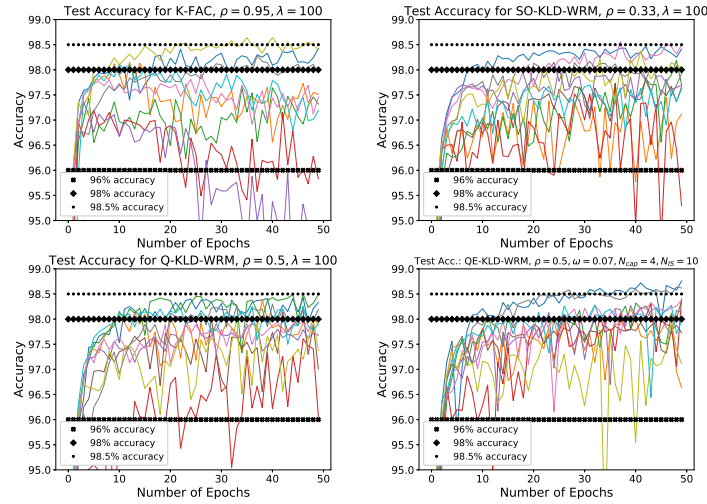 Test Accuracy for K-FAC, ρ = 0.95, λ = 100
Accuracy
99.0
98.5
98.0
97.5
97.0
96.5
96.0
95.5
95.0
96% accuracy
98% accuracy
98.5% accuracy
0 10 20 30 40 50
Number of Epochs
Test Accuracy for SO-KLD-WRM, ρ = 0.33, λ = 100
Accuracy
99.0
98.5
98.0
97.5
97.0
96.5
96.0
95.5
95.0
96% accuracy
98% accuracy
98.5% accuracy
0 10 20 30 40 50
Number of Epochs
Test Accuracy for Q-KLD-WRM, ρ = 0.5, λ = 100
Accuracy
99.0
98.5
98.0
97.5
97.0
96.5
96.0
95.5
95.0
96% accuracy
98% accuracy
98.5% accuracy
0 10 20 30 40 50
Number of Epochs
Test Acc.: QE-KLD-WRM, ρ = 0.5, ω = 0.07, N_cap = 4, N_IS = 10
Accuracy
99.0
98.5
98.0
97.5
97.0
96.5
96.0
95.5
95.0
96% accuracy
98% accuracy
98.5% accuracy
0 10 20 30 40 50
Number of Epochs